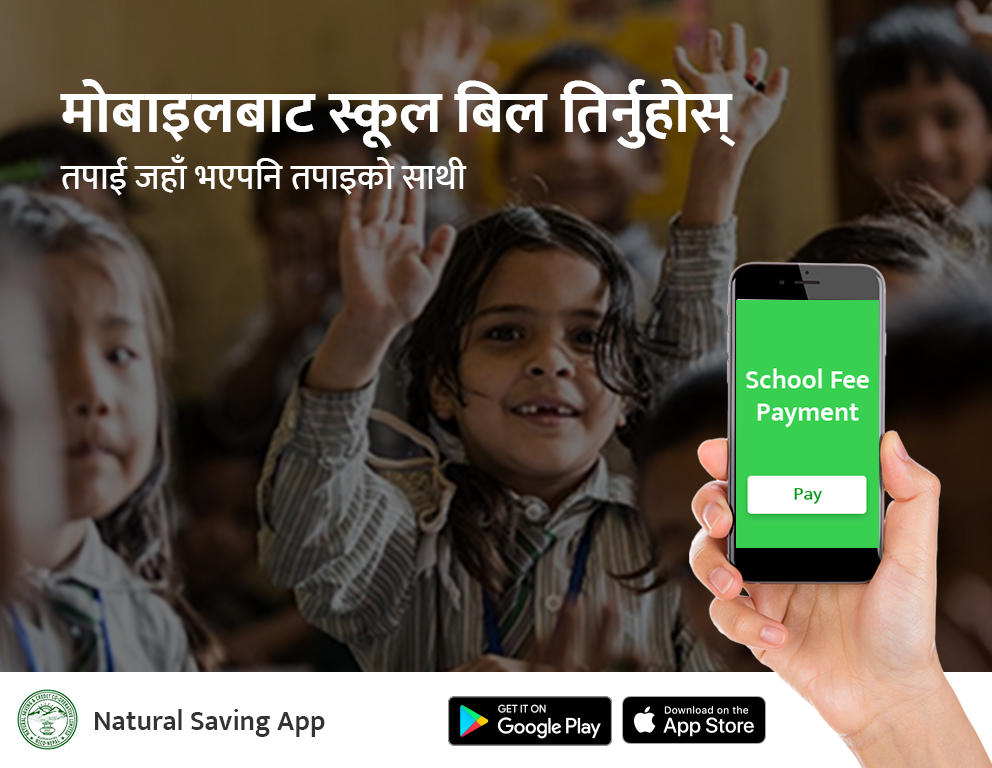 मोबाइलबाट स्कूल बिल तिर्नुहोस्
तपाई जहाँ भएपनि तपाइको साथी
School Fee
Payment
Pay
Natural Saving App
GET IT ON
Google Play
Download on the
App Store